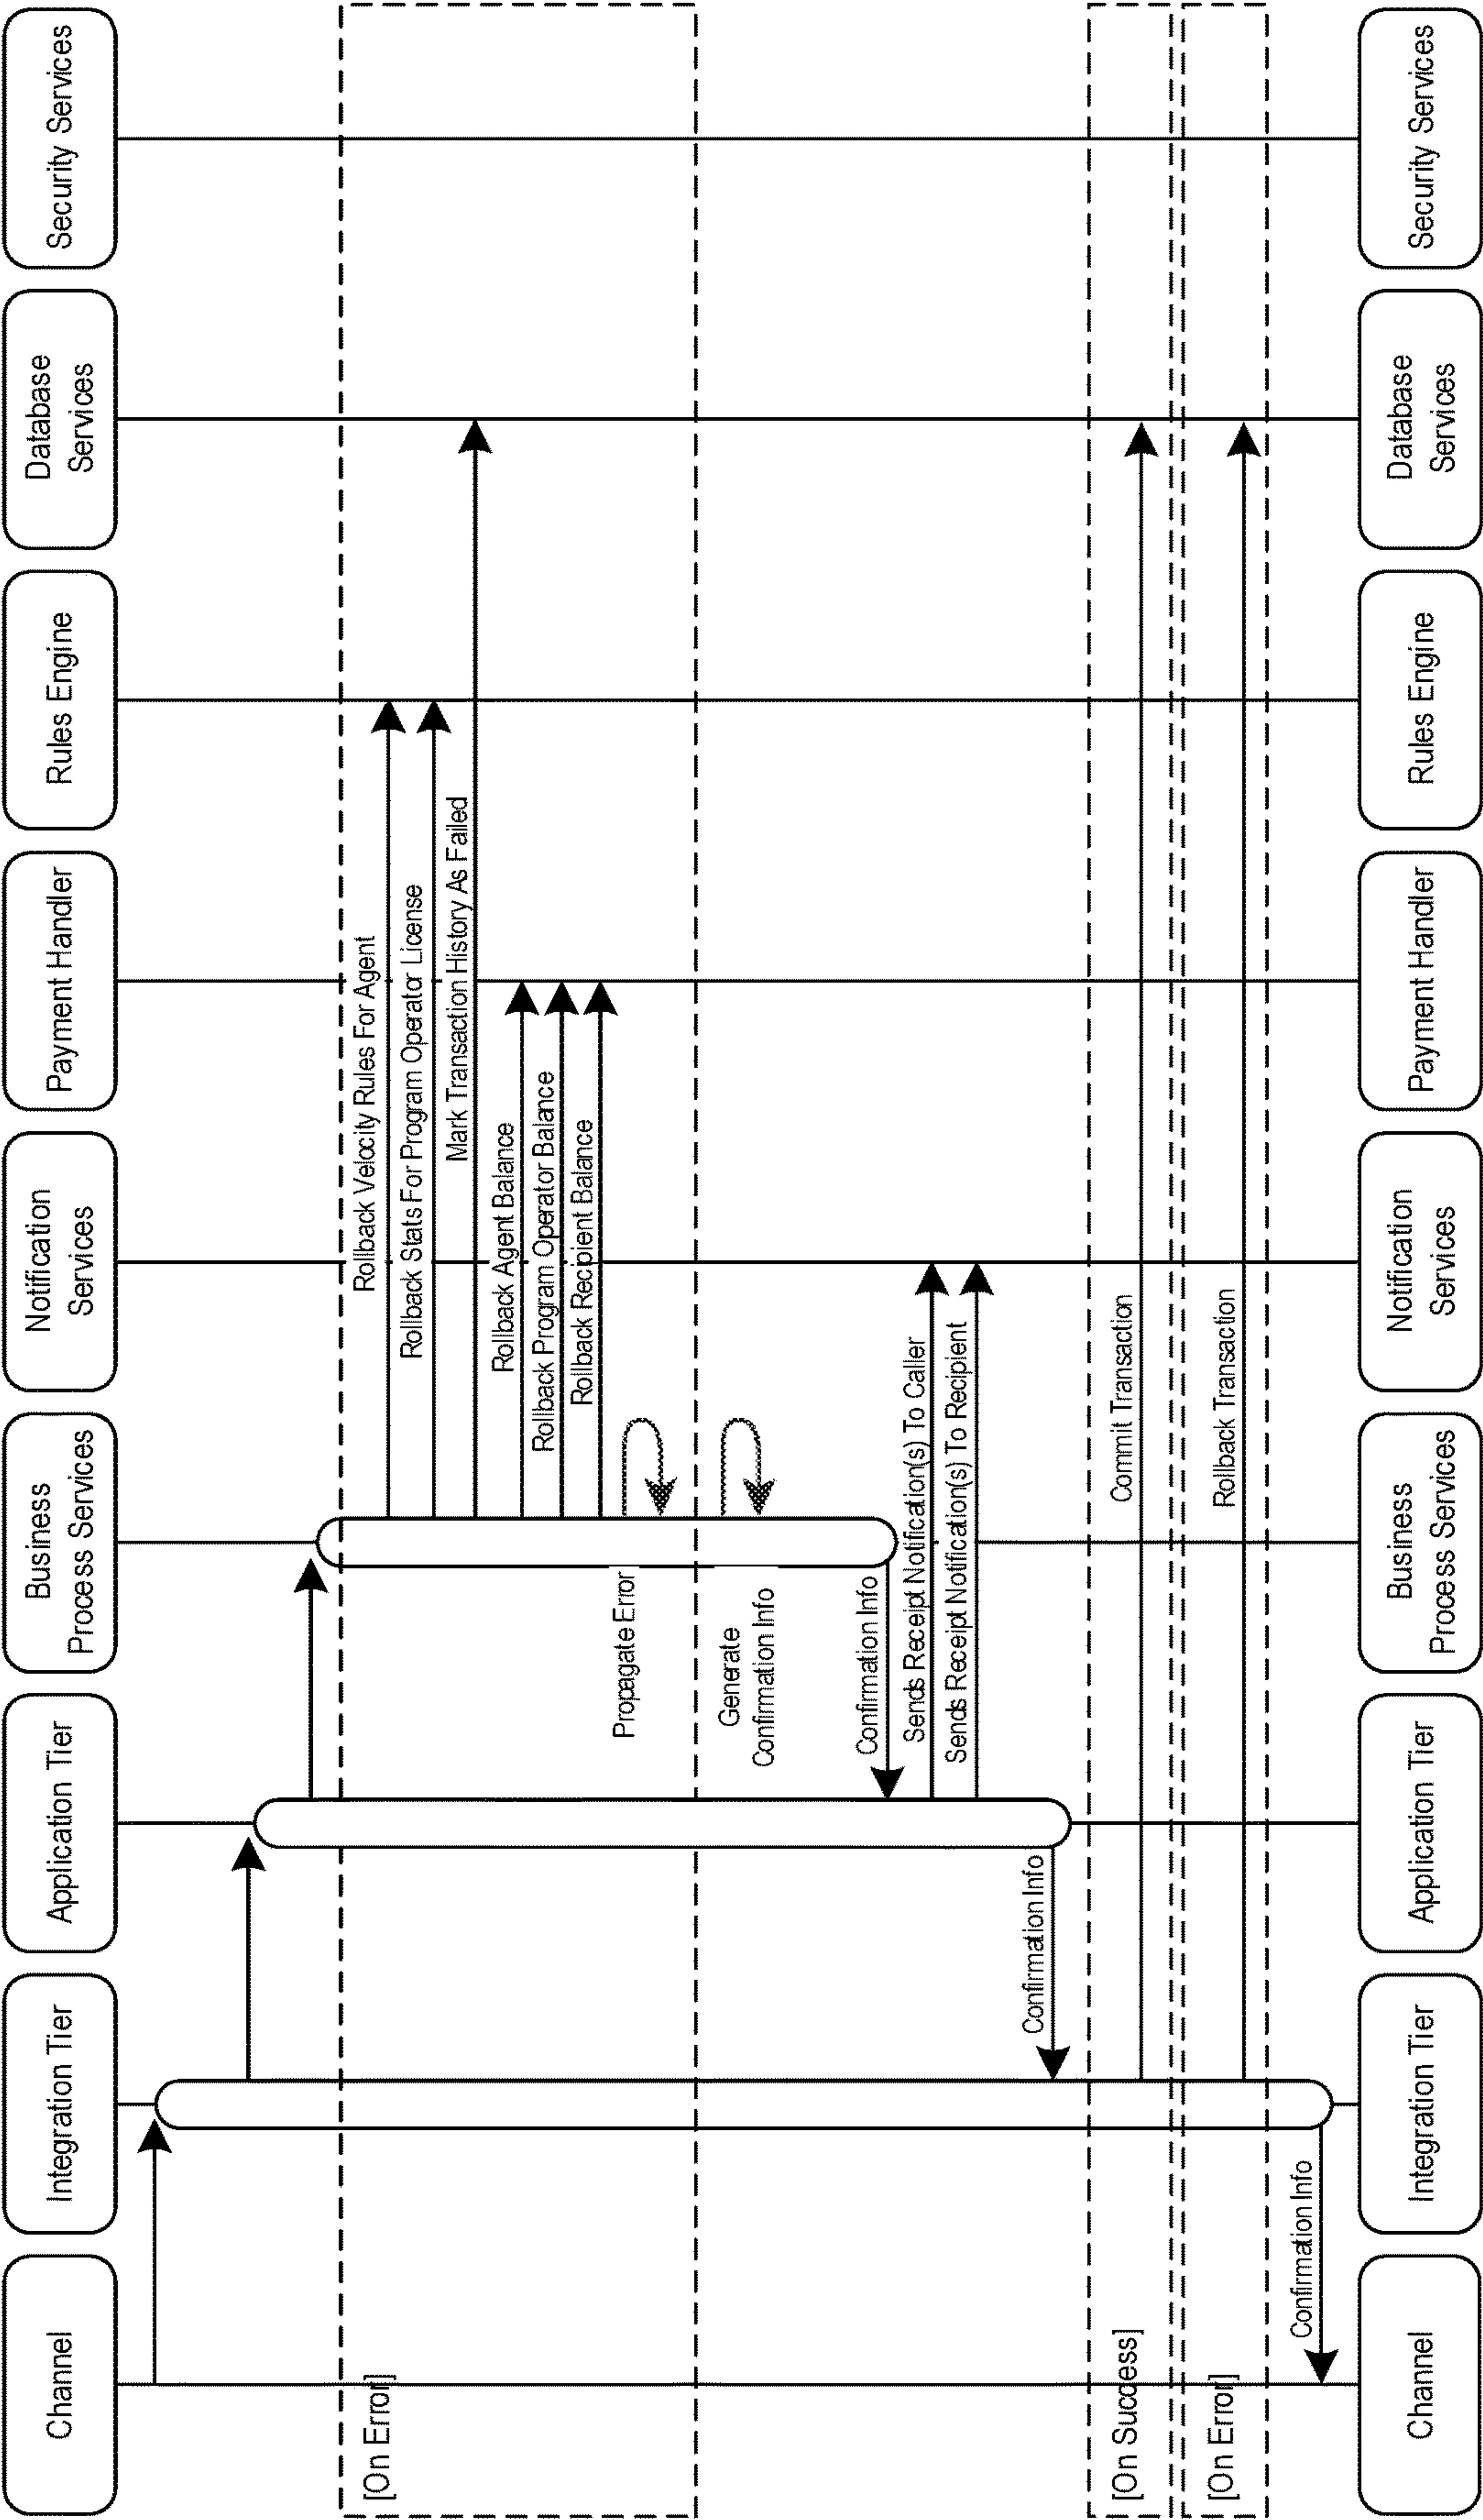 Channel
Integration Tier
Application Tier
Business
Process Services
Notification
Services
Payment Handler
Rules Engine
Database
Services
Security Services
[On Error]
Rollback Velocity Rules For Agent
Rollback Stats For Program Operator License
Mark Transaction History As Failed
Rollback Agent Balance
Rollback Program Operator Balance
Rollback Recipient Balance
Propagate Error
Generate
Confirmation Info
Confirmation Info
Sends Receipt Notification(s) To Caller
Sends Receipt Notification(s) To Recipient
Confirmation Info
[On Success]
Commit Transaction
[On Error]
Rollback Transaction
Confirmation Info
Channel
Integration Tier
Application Tier
Business
Process Services
Notification
Services
Payment Handler
Rules Engine
Database
Services
Security Services